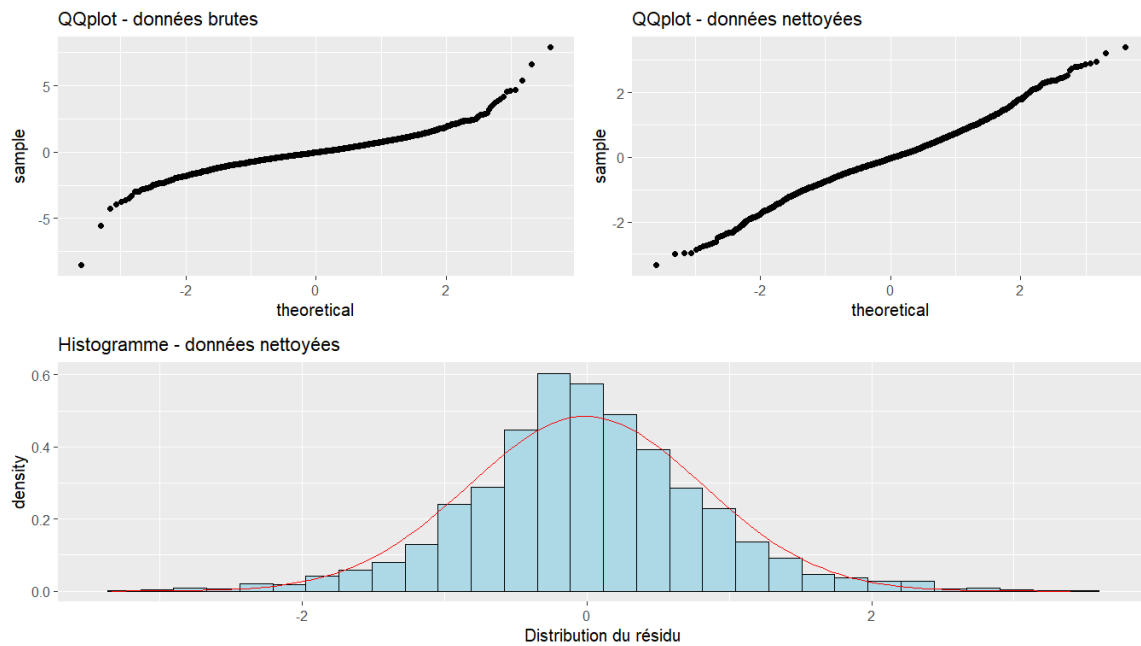 QQplot - données brutes
sample
5
0
-5
-2
0
2
theoretical
QQplot - données nettoyées
sample
2
0
-2
-2
0
2
theoretical
Histogramme - données nettoyées
density
0.6
0.4
0.2
0.0
-2
0
2
Distribution du résidu